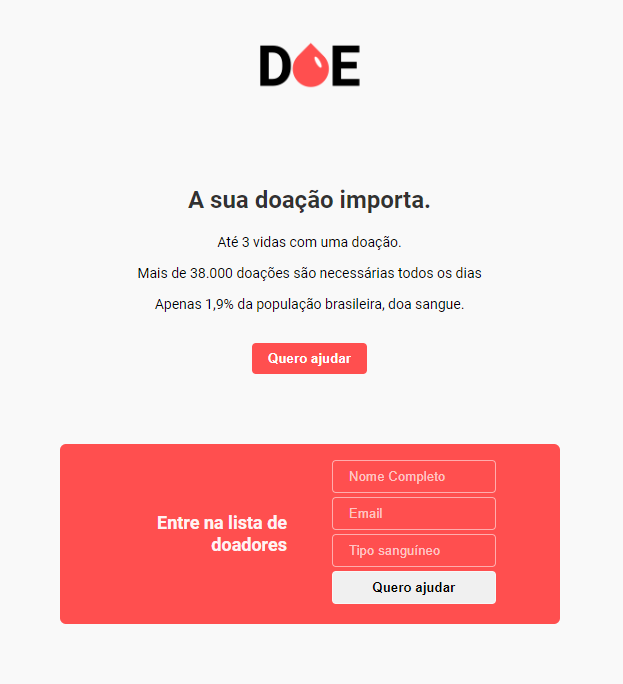 DOE
A sua doação importa.
Até 3 vidas com uma doação.
Mais de 38.000 doações são necessárias todos os dias
Apenas 1,9% da população brasileira, doa sangue.
Quero ajudar
Entre na lista de
doadores
Nome Completo
Email
Tipo sanguíneo
Quero ajudar